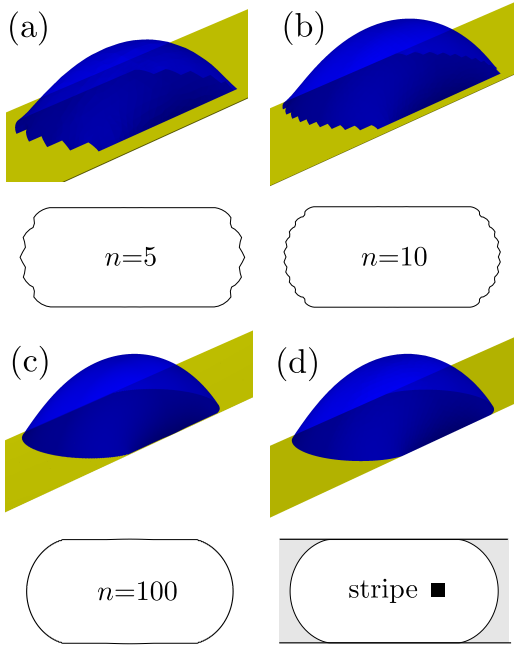 (a)
(b)
n=5
n=10
(c)
(d)
n=100
stripe ■